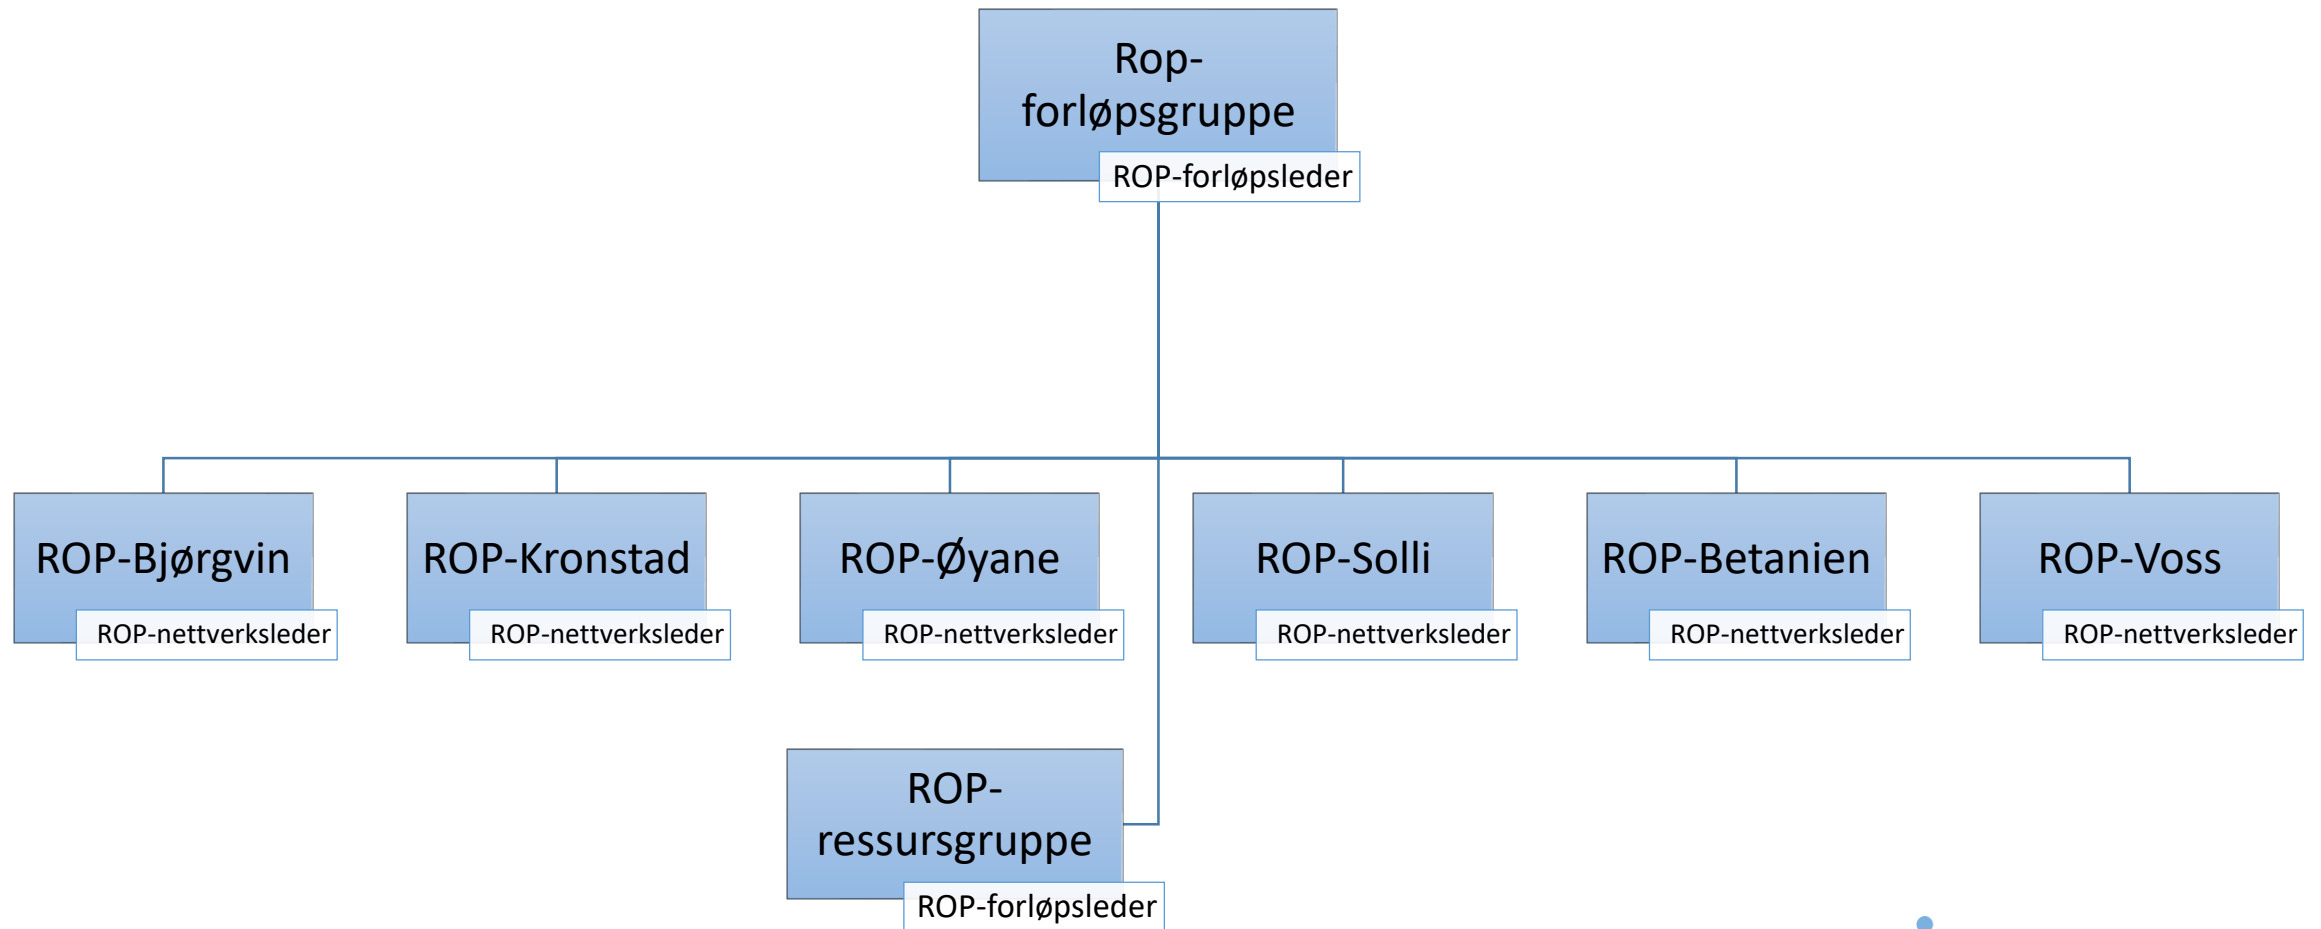 Rop-
forløpsgruppe
ROP-forløpsleder
ROP-Bjørgvin
ROP-nettverksleder
ROP-Kronstad
ROP-nettverksleder
ROP-Øyane
ROP-nettverksleder
ROP-Solli
ROP-nettverksleder
ROP-Betanien
ROP-nettverksleder
ROP-Voss
ROP-nettverksleder
ROP-
ressursgruppe
ROP-forløpsleder